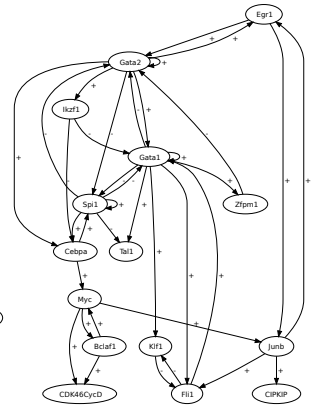 Egr1
+
+
Gata2
+
+
Ikzf1
-
+
-
-
-
Gata1
+
+
-
-
+
Spi1
+
Zfpm1
+
+
-
+
Cebpa
Tal1
+
+
+
+
+
+
Myc
+
+
+
+
Bclaf1
Klf1
-
-
Junb
+
+
+
+
CDK46CycD
Fli1
CIPKIP